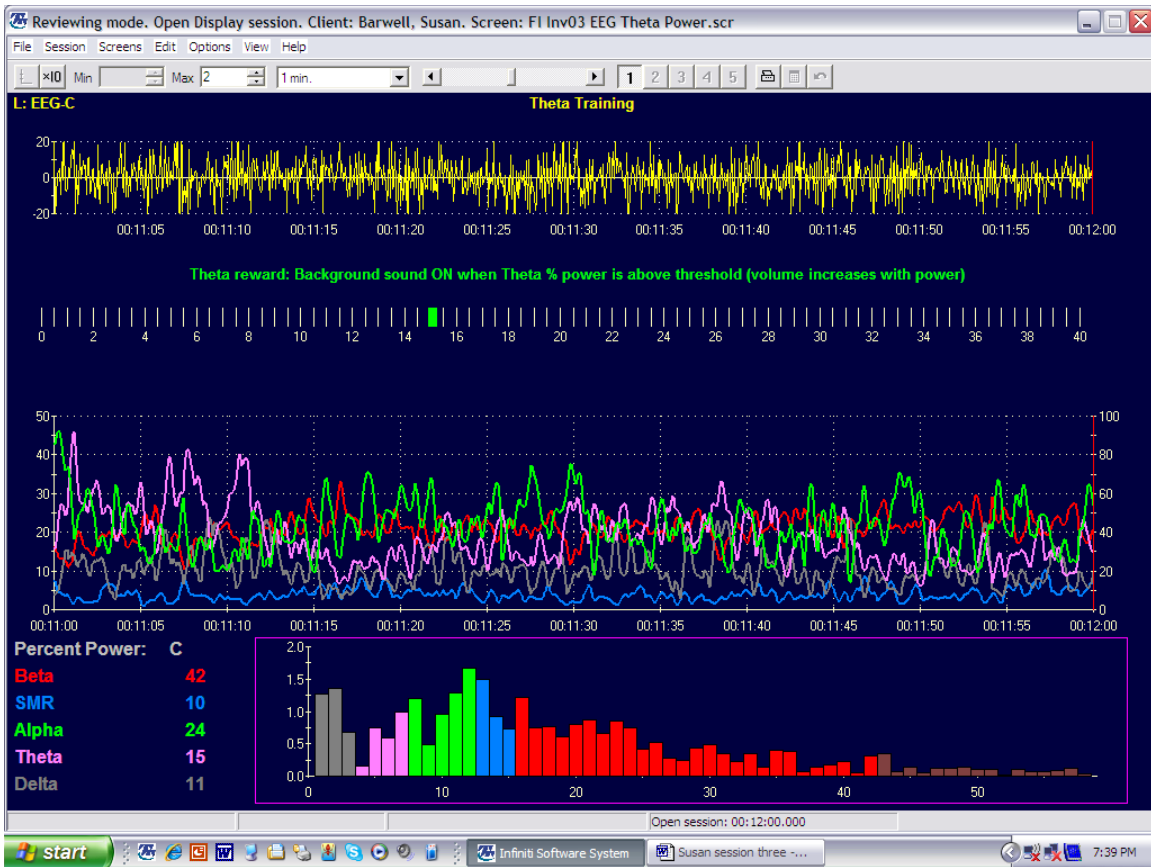 Reviewing mode. Open Display session. Client: Barwell, Susan. Screen: FI Inv03 EEG Theta Power.scr
File Session Screens Edit Options View Help
×10 Min Max 2 1 min. 1 2 3 4 5
L: EEG-C Theta Training
20
0
-20
00:11:05 00:11:10 00:11:15 00:11:20 00:11:25 00:11:30 00:11:35 00:11:40 00:11:45 00:11:50 00:11:55 00:12:00
Theta reward: Background sound ON when Theta % power is above threshold (volume increases with power)
0 2 4 6 8 10 12 14 16 18 20 22 24 26 28 30 32 34 36 38 40
50 100
40 80
30 60
20 40
10 20
0 0
00:11:00 00:11:05 00:11:10 00:11:15 00:11:20 00:11:25 00:11:30 00:11:35 00:11:40 00:11:45 00:11:50 00:11:55 00:12:00
Percent Power: C
Beta 42
SMR 10
Alpha 24
Theta 15
Delta 11
2.0
1.5
1.0
0.5
0.0
0 10 20 30 40 50
Open session: 00:12:00.000
start Infiniti Software System Susan session three -... 7:39 PM